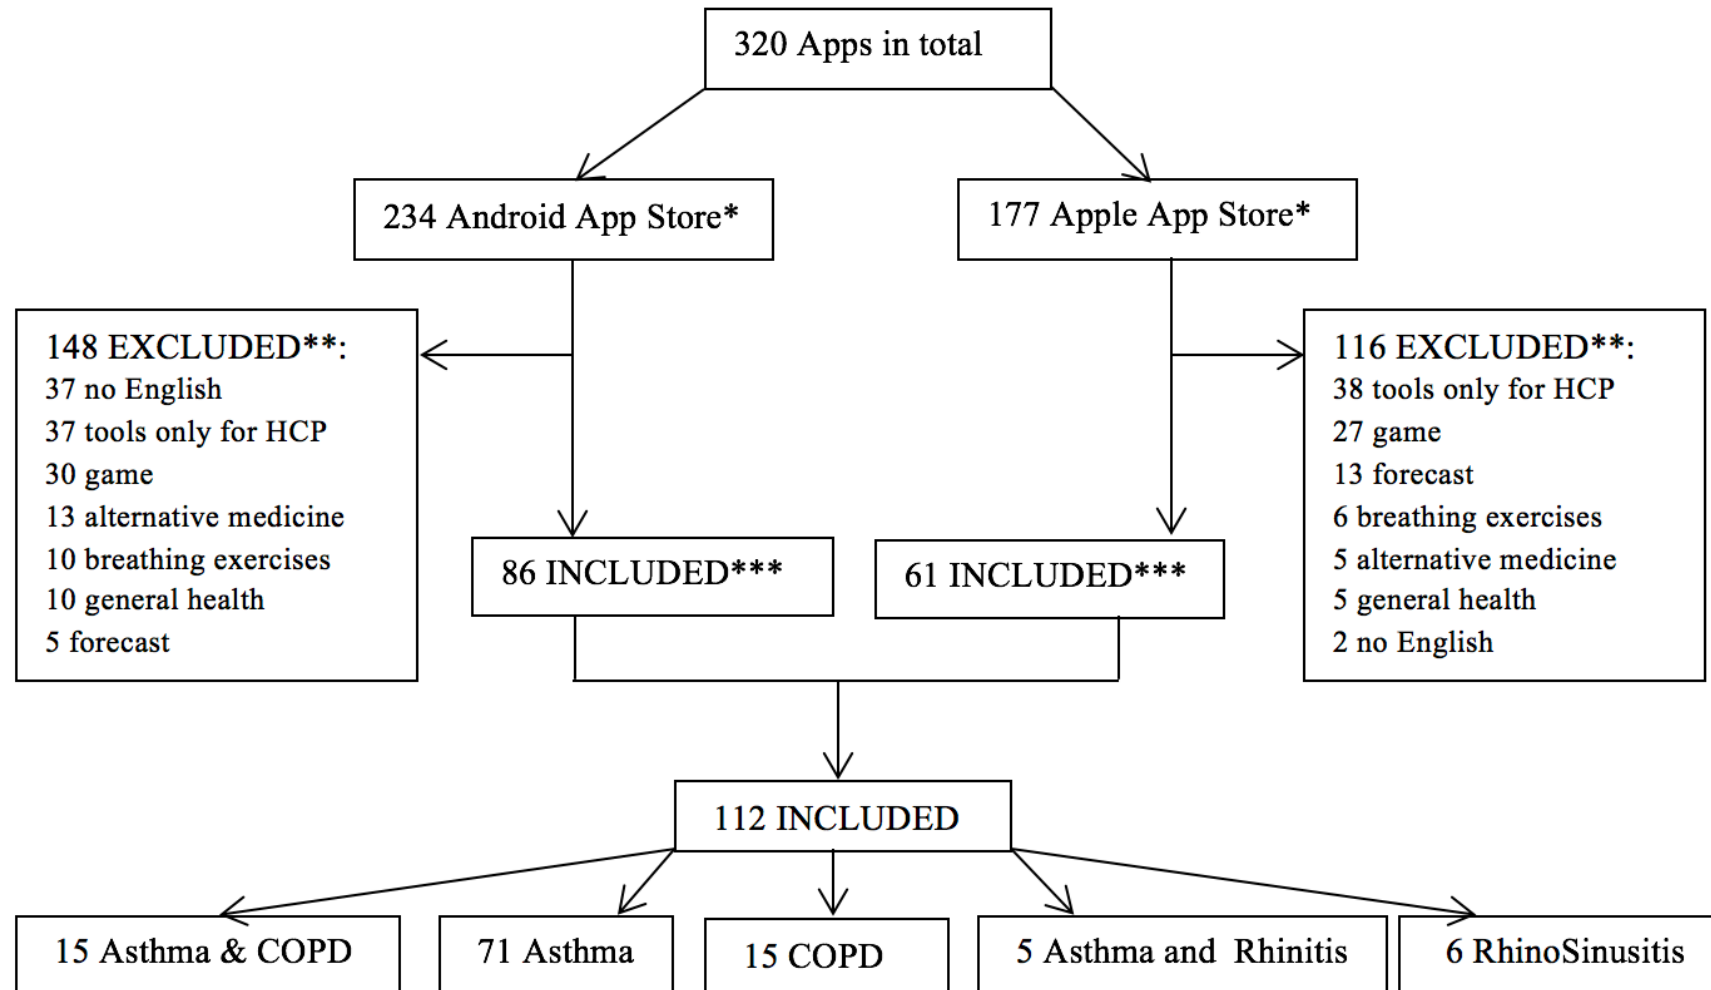 320 Apps in total
234 Android App Store*
177 Apple App Store*
148 EXCLUDED**:
37 no English
37 tools only for HCP
30 game
13 alternative medicine
10 breathing exercises
10 general health
5 forecast
116 EXCLUDED**:
38 tools only for HCP
27 game
13 forecast
6 breathing exercises
5 alternative medicine
5 general health
2 no English
86 INCLUDED***
61 INCLUDED***
112 INCLUDED
15 Asthma & COPD
71 Asthma
15 COPD
5 Asthma and Rhinitis
6 RhinoSinusitis